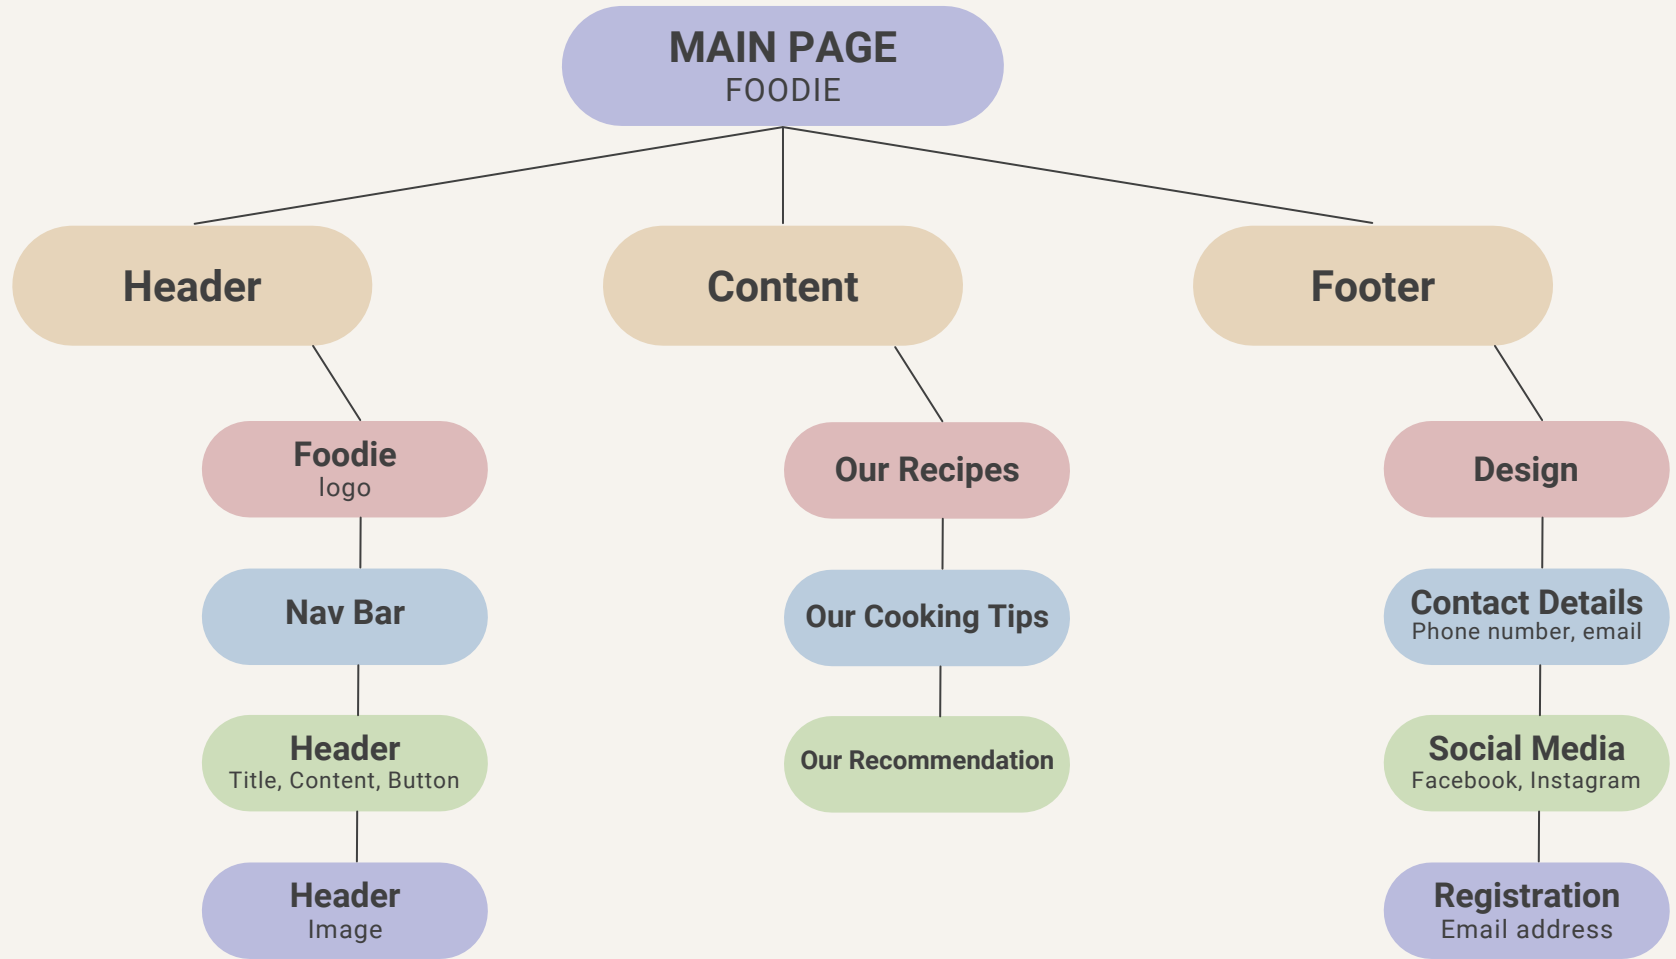 MAIN PAGE
FOODIE
Header
Content
Footer
Foodie
logo
Nav Bar
Header
Title, Content, Button
Header
Image
Our Recipes
Our Cooking Tips
Our Recommendation
Design
Contact Details
Phone number, email
Social Media
Facebook, Instagram
Registration
Email address